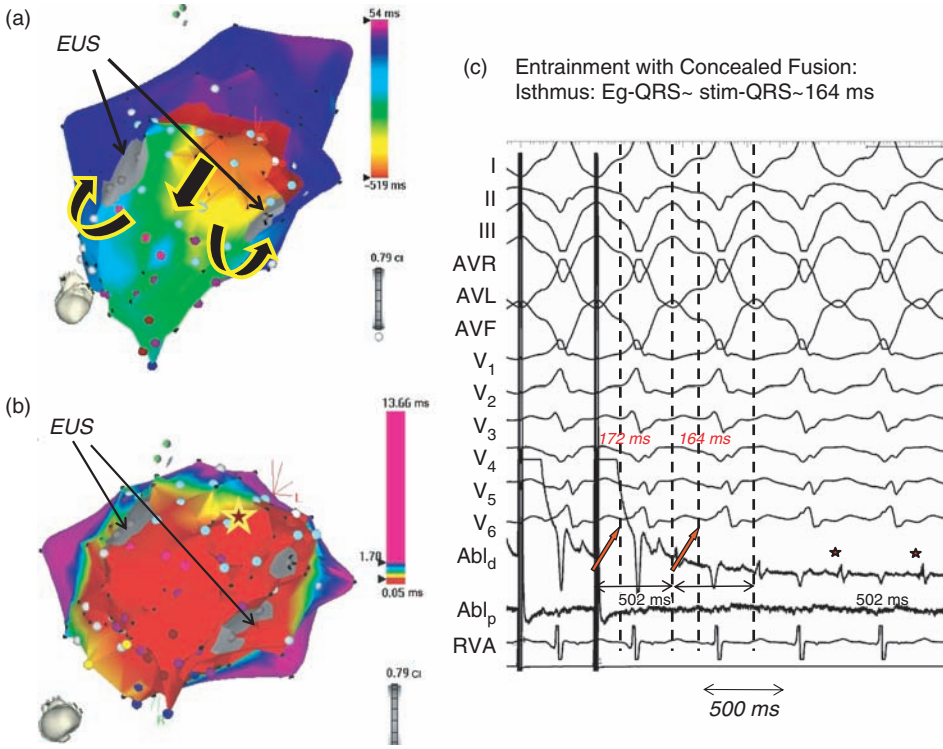 (a)
EUS
54 ms
–519 ms
0.79 CI
(b)
EUS
13.66 ms
1.70
0.05 ms
L
R
0.79 CI
(c) Entrainment with Concealed Fusion:
Isthmus: Eg-QRS~ stim-QRS~164 ms
I
II
III
AVR
AVL
AVF
V1
V2
V3
172 ms 164 ms
V4
V5
V6
Abld
502 ms 502 ms
Ablp
RVA
500 ms